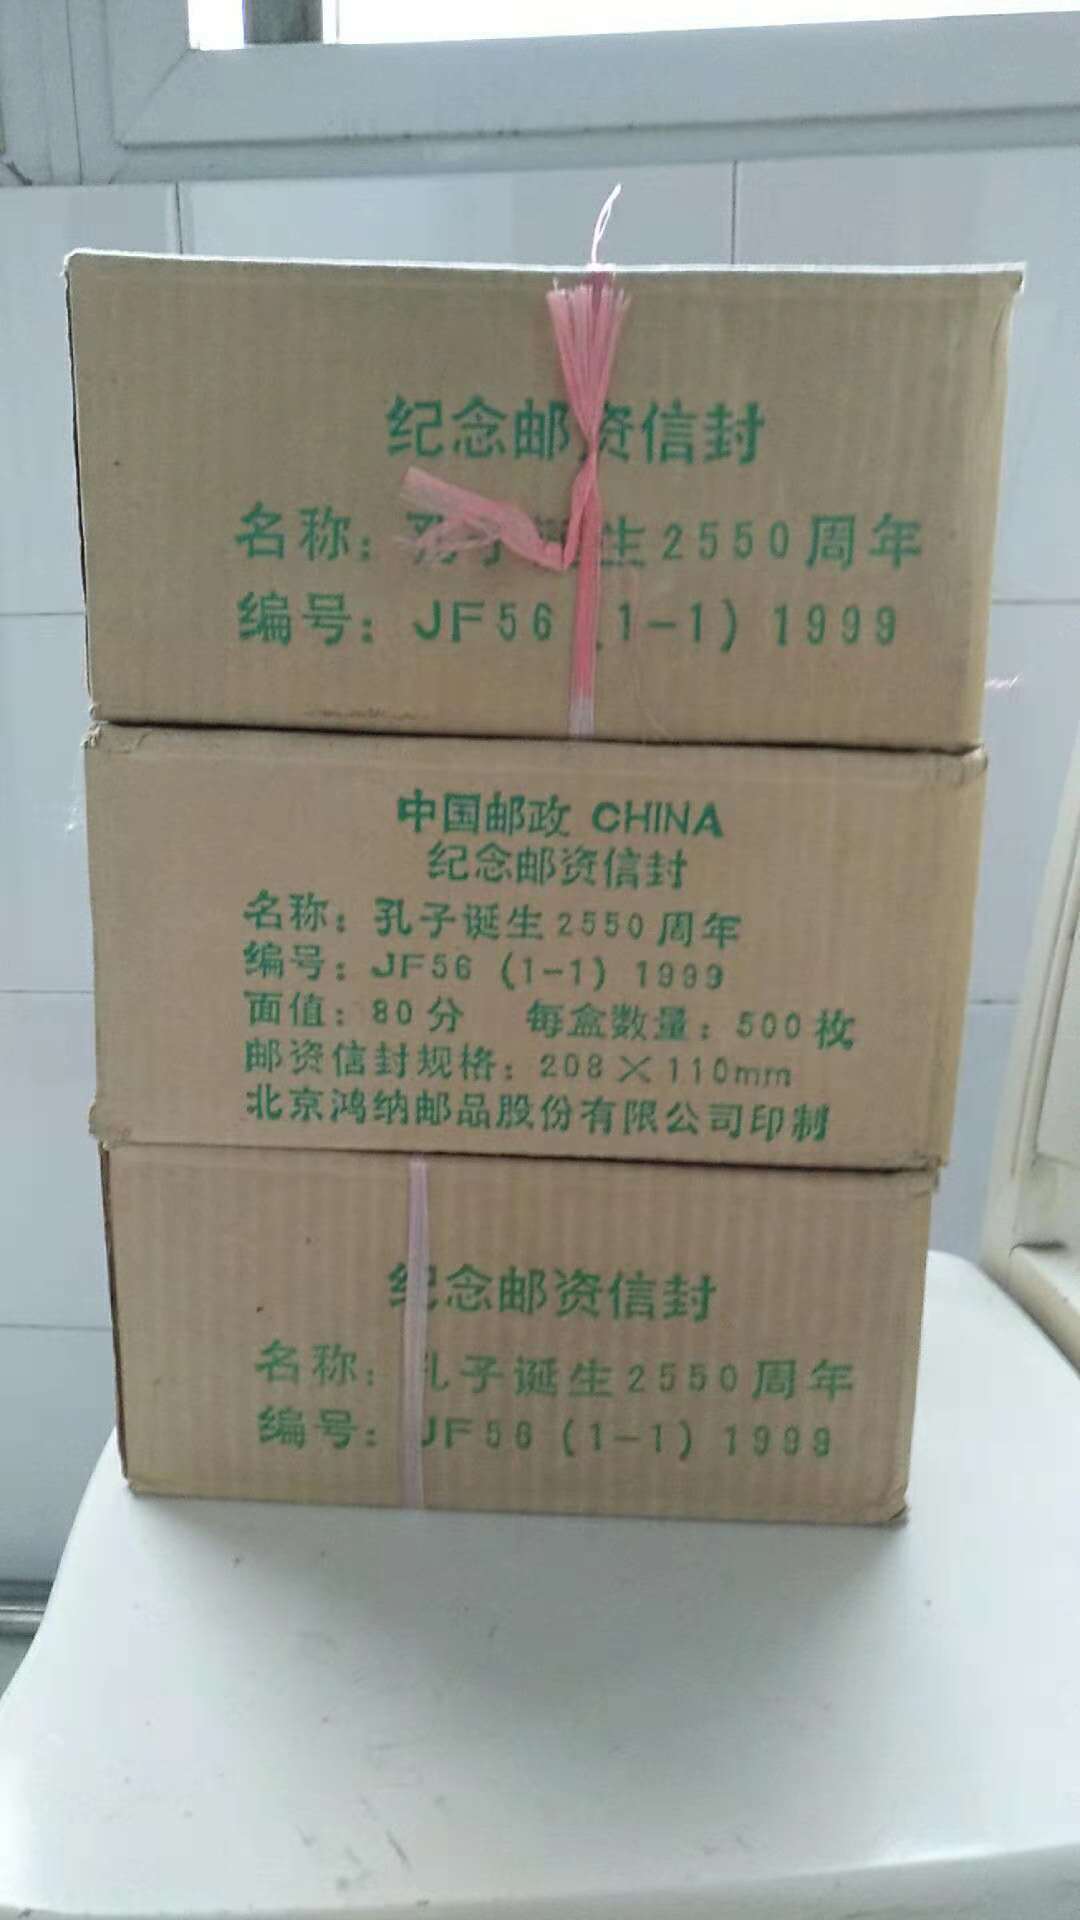 纪念邮资信封
名称：孔子诞生2550周年
编号：JF56 (1-1) 1999
中国邮政 CHINA
纪念邮资信封
名称：孔子诞生2550周年
编号：JF56 (1-1) 1999
面值：80分 每盒数量：500枚
邮资信封规格：208×110mm
北京鸿纳邮品股份有限公司印制
纪念邮资信封
名称：孔子诞生2550周年
编号：JF56 (1-1) 1999